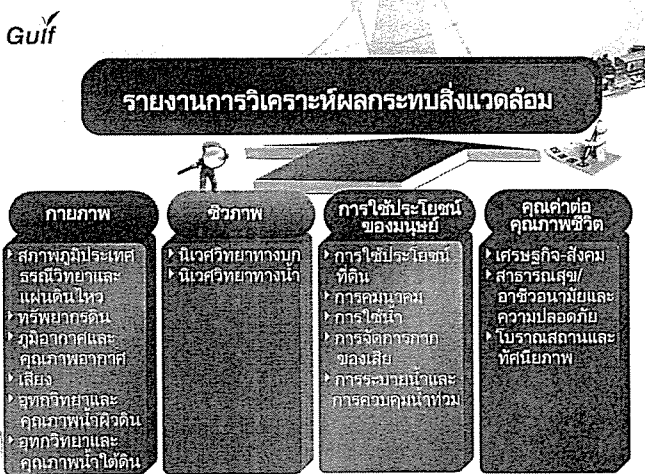 Gulf
รายงานการวิเคราะห์ผลกระทบสิ่งแวดล้อม
กายภาพ
สภาพภูมิประเทศ
ธรณีวิทยาและ
แผ่นดินไหว
ทรัพยากรดิน
ภูมิอากาศและ
คุณภาพอากาศ
เสียง
อุทกวิทยาและ
คุณภาพน้ำผิวดิน
อุทกวิทยาและ
คุณภาพน้ำใต้ดิน
ชีวภาพ
นิเวศวิทยาทางบก
นิเวศวิทยาทางน้ำ
การใช้ประโยชน์
ของมนุษย์
การใช้ประโยชน์
ที่ดิน
การคมนาคม
การใช้น้ำ
การจัดการกาก
ของเสีย
การระบายน้ำและ
การควบคุมน้ำท่วม
คุณค่าต่อ
คุณภาพชีวิต
เศรษฐกิจ-สังคม
สาธารณสุข/
อาชีวอนามัยและ
ความปลอดภัย
โบราณสถานและ
ทัศนียภาพ